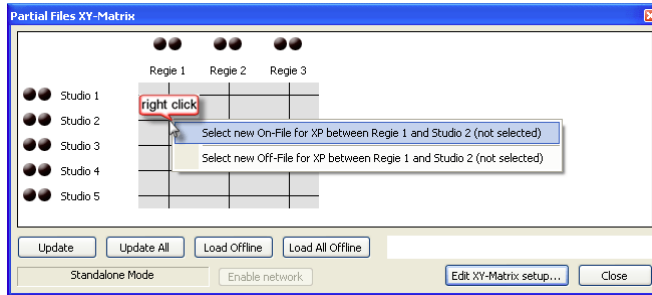 Partial Files XY-Matrix
Regie 1 Regie 2 Regie 3
Studio 1
right click
Studio 2
Select new On-File for XP between Regie 1 and Studio 2 (not selected)
Studio 3
Select new Off-File for XP between Regie 1 and Studio 2 (not selected)
Studio 4
Studio 5
Update Update All Load Offline Load All Offline
Standalone Mode Enable network Edit XY-Matrix setup... Close